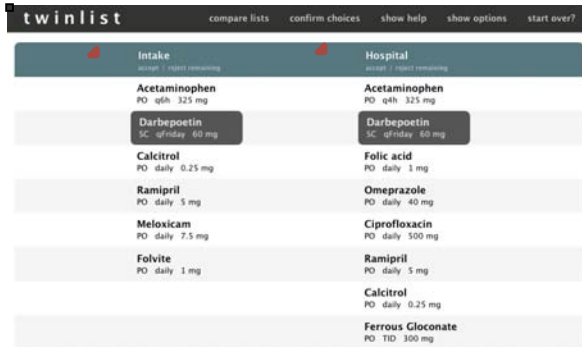 twinlist compare lists confirm choices show help show options start over?
Intake Hospital
accept | reject remaining accept | reject remaining
Acetaminophen Acetaminophen
PO q6h 325 mg PO q4h 325 mg
Darbepoetin Darbepoetin
SC qFriday 60 mg SC qFriday 60 mg
Calcitrol Folic acid
PO daily 0.25 mg PO daily 1 mg
Ramipril Omeprazole
PO daily 5 mg PO daily 40 mg
Meloxicam Ciprofloxacin
PO daily 7.5 mg PO daily 500 mg
Folvite Ramipril
PO daily 1 mg PO daily 5 mg
Calcitrol
PO daily 0.25 mg
Ferrous Gloconate
PO TID 300 mg